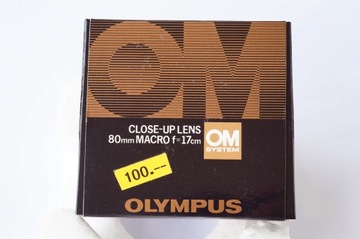 OM
CLOSE-UP LENS
80mm MACRO f=17cm
OM
SYSTEM
100.--
OLYMPUS